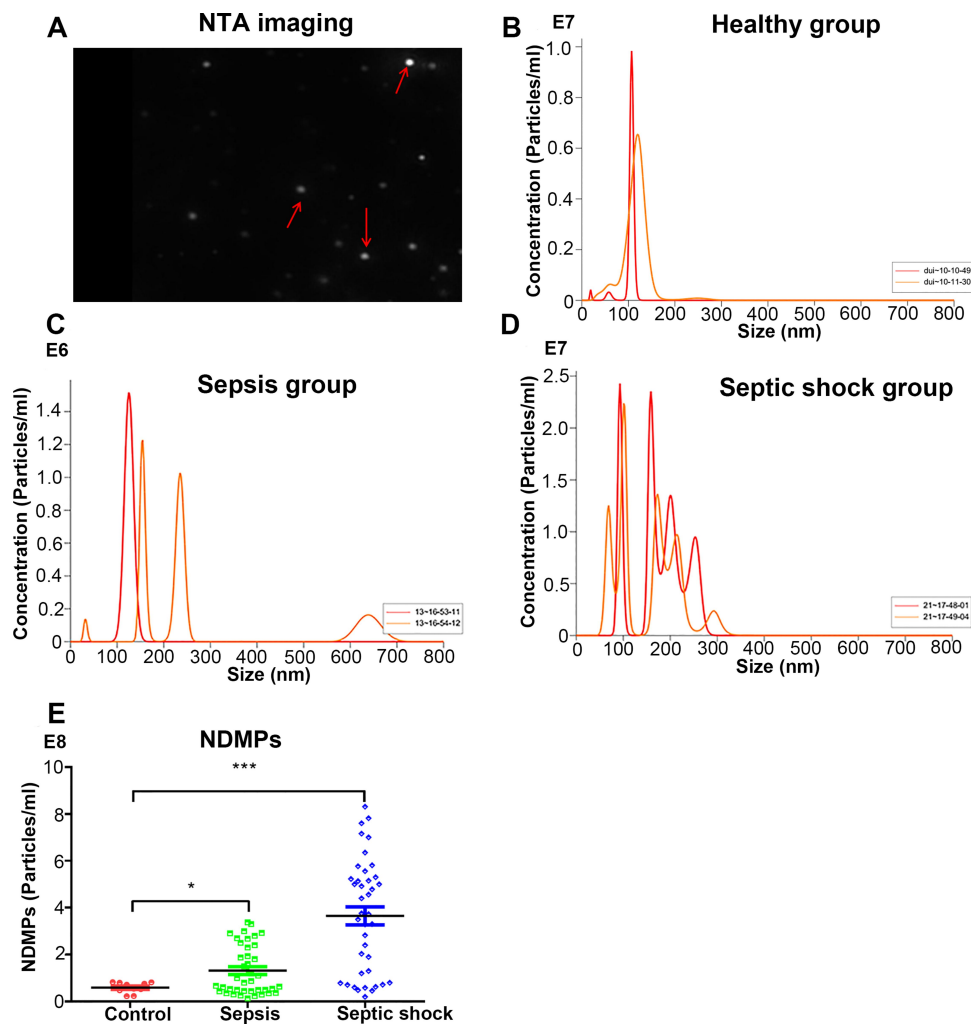 A
NTA imaging
B
E7
Healthy group
Concentration (Particles/ml)
1.0
0.8
0.6
0.4
0.2
0
0 100 200 300 400 500 600 700 800
Size (nm)
dui~10-10-49
dui~10-11-30
C
E6
Sepsis group
Concentration (Particles/ml)
1.4
1.2
1.0
0.8
0.6
0.4
0.2
0
0 100 200 300 400 500 600 700 800
Size (nm)
13~16-53-11
13~16-54-12
D
E7
Septic shock group
Concentration (Particles/ml)
2.5
2.0
1.5
1.0
0.5
0
0 100 200 300 400 500 600 700 800
Size (nm)
21~17-48-01
21~17-49-04
E
E8
NDMPs
NDMPs (Particles/ml)
10
8
6
4
2
0
***
*
Control Sepsis Septic shock